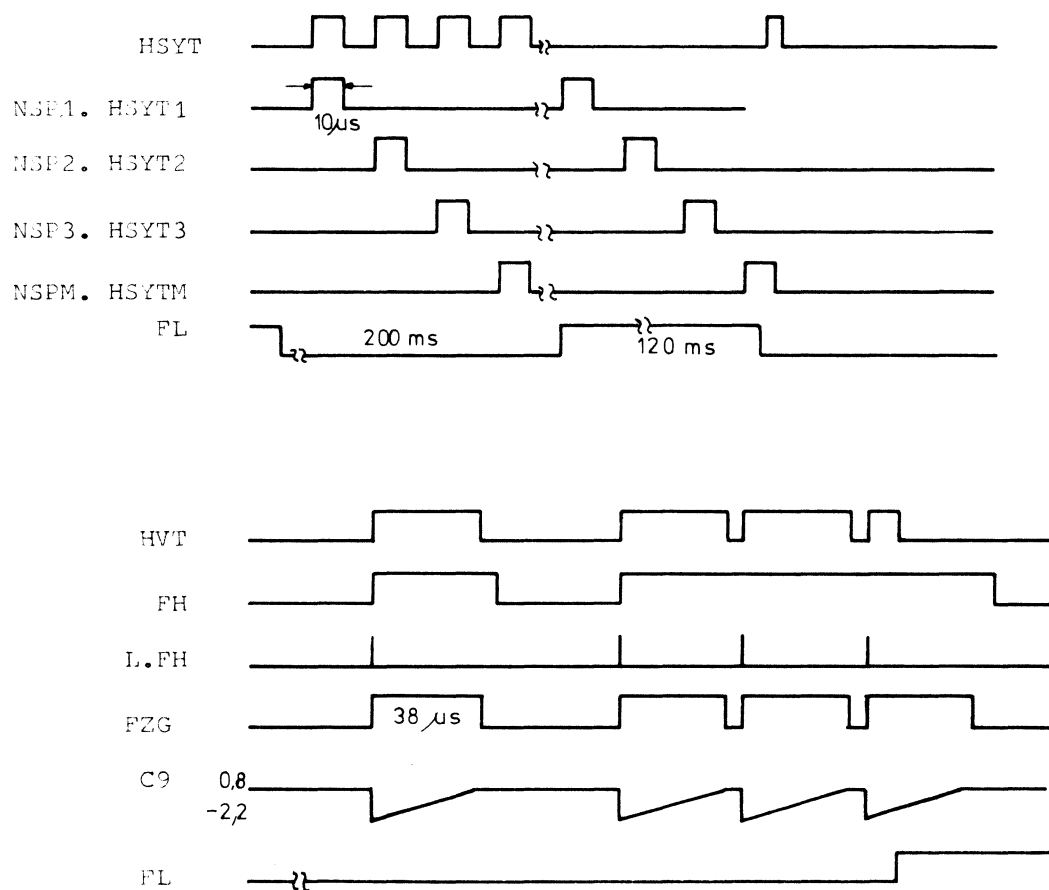 HSYT
NSP1. HSYT1
10µs
NSP2. HSYT2
NSP3. HSYT3
NSPM. HSYTM
FL
200 ms
120 ms
HVT
FH
L.FH
FZG
38 µs
C9
0,8
-2,2
FL